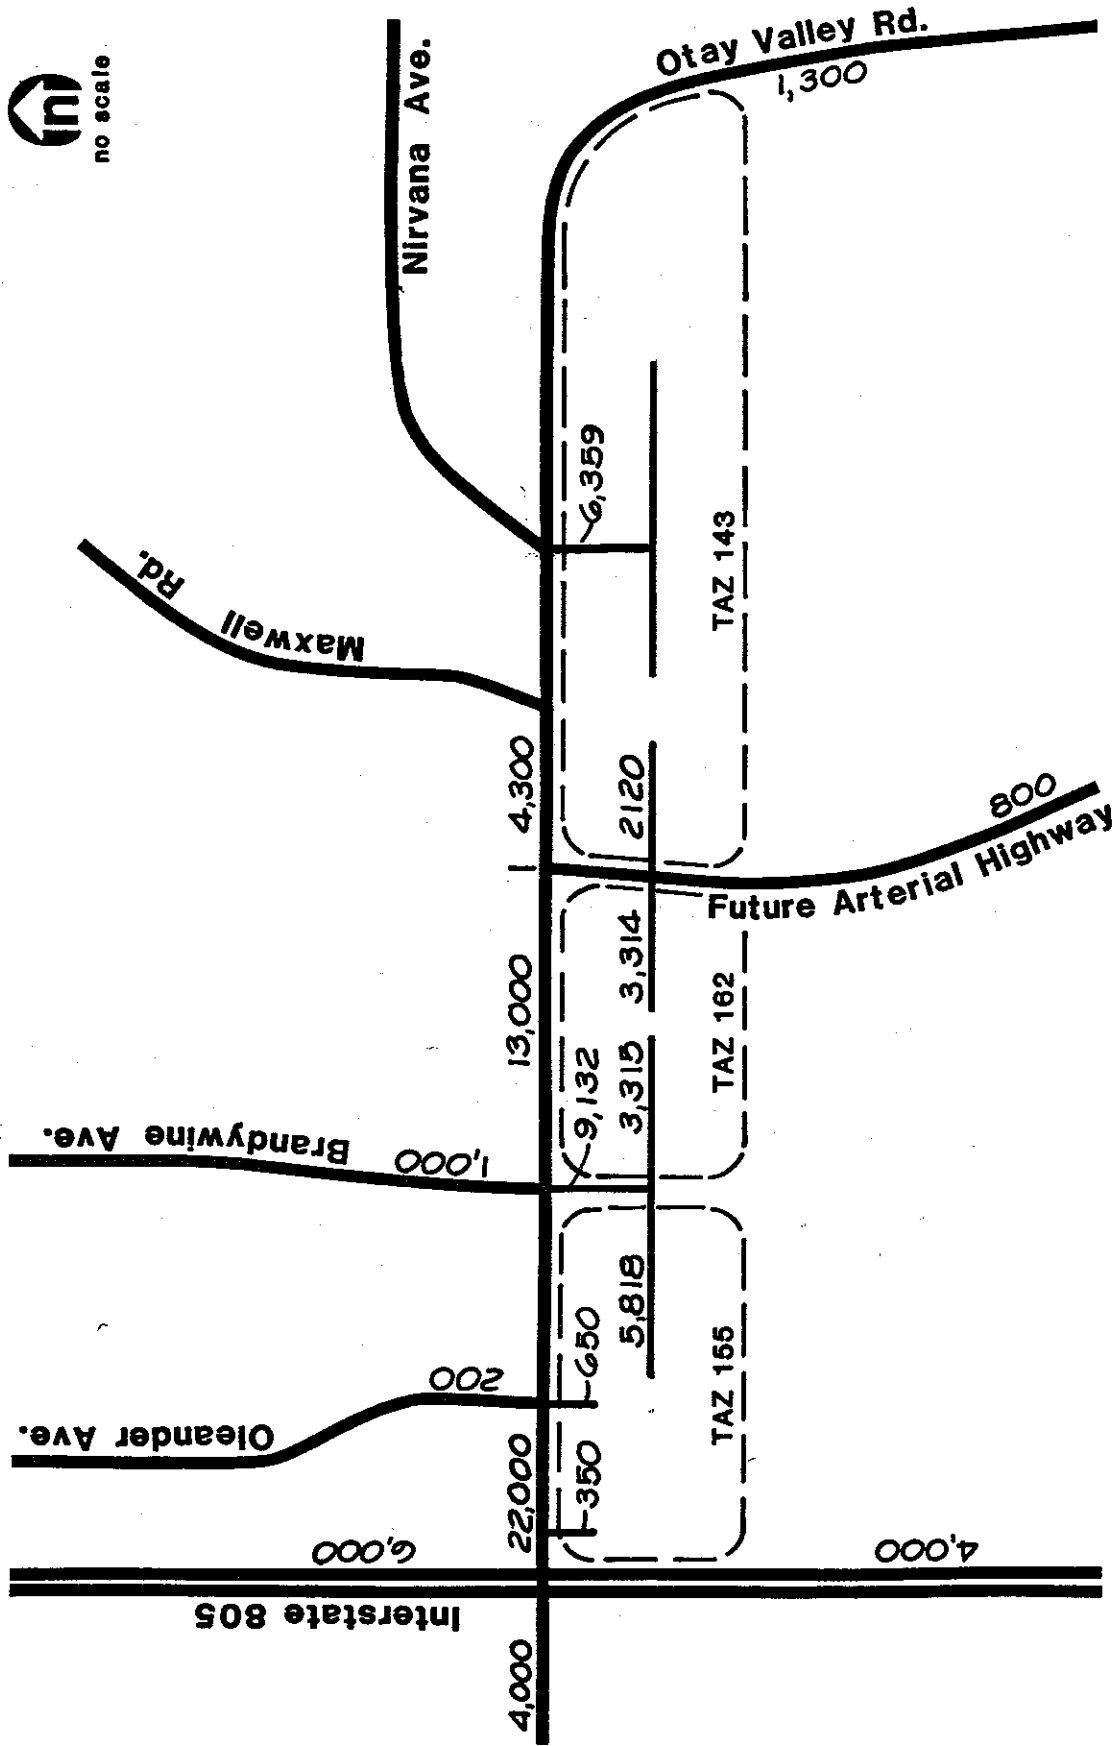 n
no scale
Otay Valley Rd.
1,300
Nirvana Ave.
6,359
Maxwell Rd.
TAZ 143
4,300
2120
800
Future Arterial Highway
13,000
3,314
9,132
3,315
TAZ 162
Brandywine Ave.
1,000
5,818
650
200
Oleander Ave.
TAZ 155
22,000
350
6,000
4,000
Interstate 805
4,000